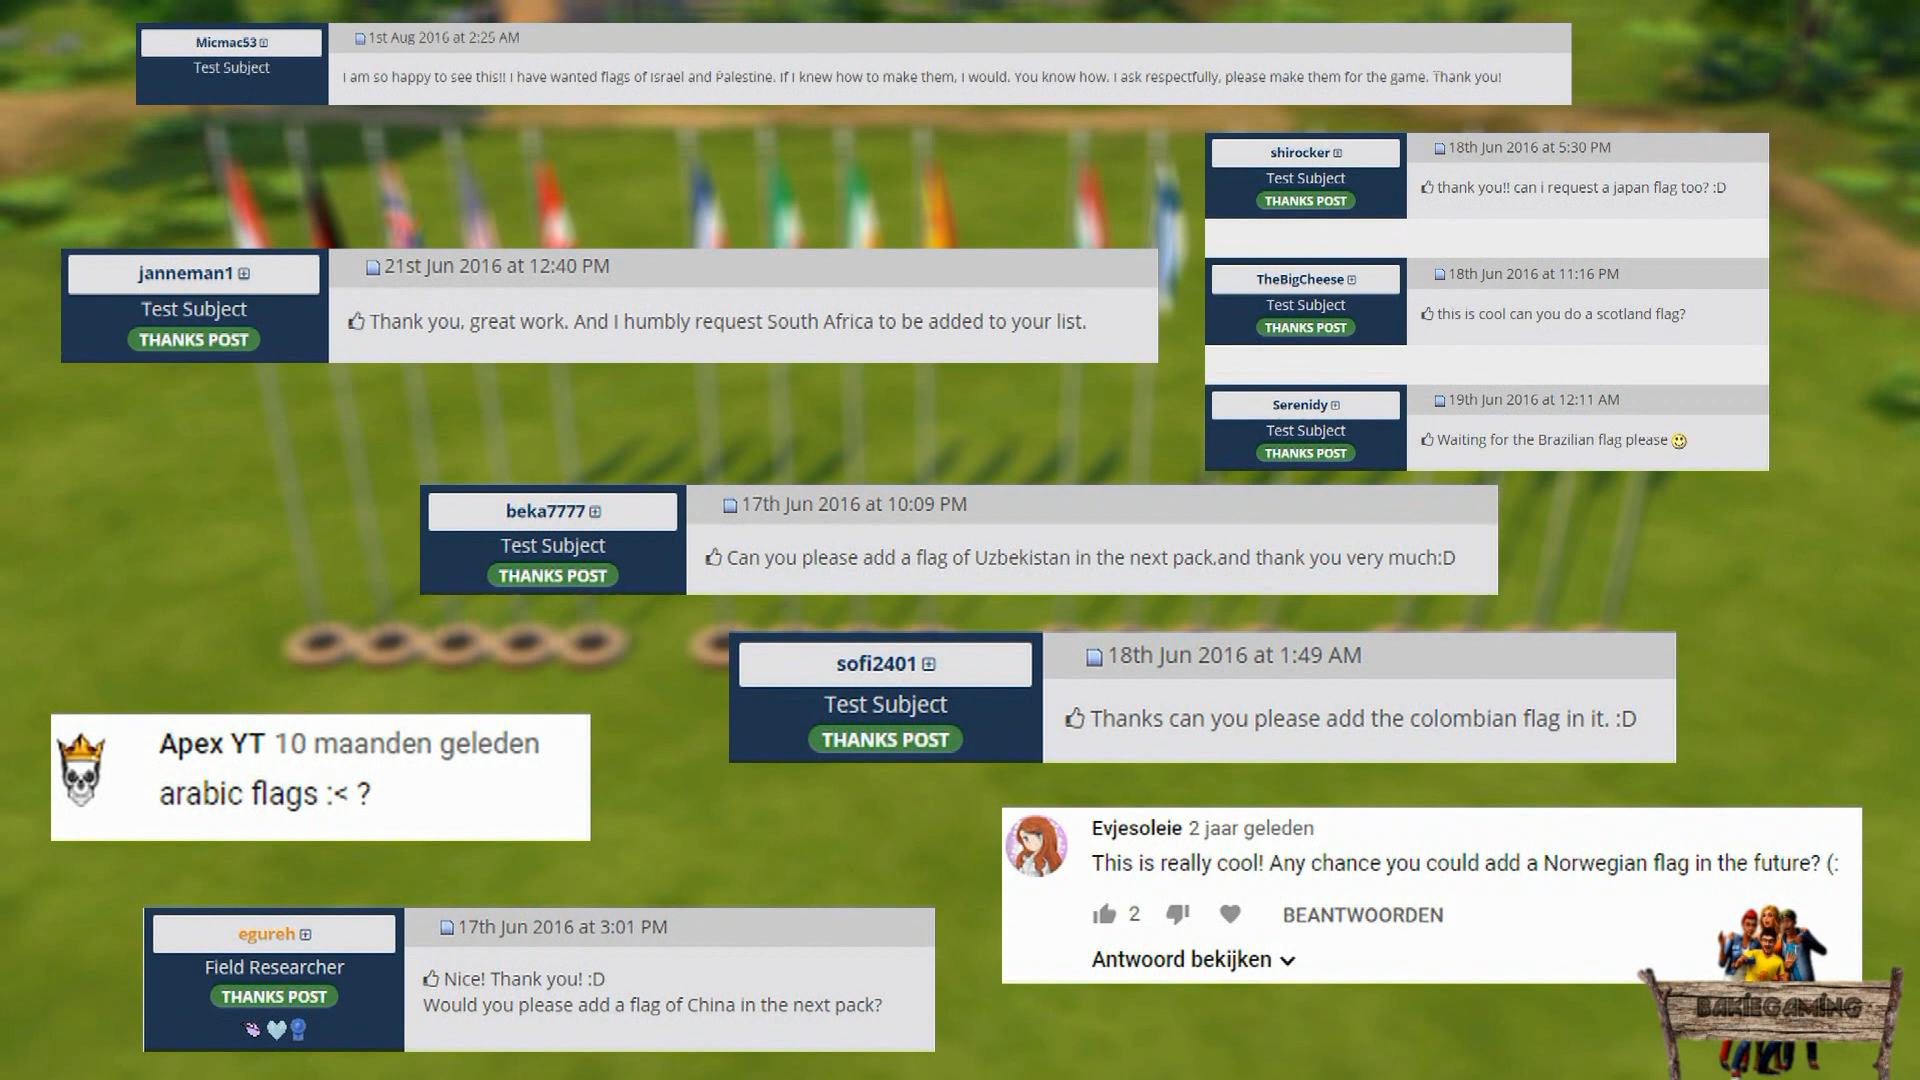 Micmac53
Test Subject
1st Aug 2016 at 2:25 AM
I am so happy to see this!! I have wanted flags of Israel and Palestine. If I knew how to make them, I would. You know how. I ask respectfully, please make them for the game. Thank you!
shirocker
Test Subject
THANKS POST
18th Jun 2016 at 5:30 PM
thank you!! can i request a japan flag too? :D
janneman1
Test Subject
THANKS POST
21st Jun 2016 at 12:40 PM
Thank you, great work. And I humbly request South Africa to be added to your list.
TheBigCheese
Test Subject
THANKS POST
18th Jun 2016 at 11:16 PM
this is cool can you do a scotland flag?
Serenidy
Test Subject
THANKS POST
19th Jun 2016 at 12:11 AM
Waiting for the Brazilian flag please
beka7777
Test Subject
THANKS POST
17th Jun 2016 at 10:09 PM
Can you please add a flag of Uzbekistan in the next pack,and thank you very much:D
sofi2401
Test Subject
THANKS POST
18th Jun 2016 at 1:49 AM
Thanks can you please add the colombian flag in it. :D
Apex YT 10 maanden geleden
arabic flags :< ?
Evjesoleie 2 jaar geleden
This is really cool! Any chance you could add a Norwegian flag in the future? (:
2 BEANTWOORDEN
Antwoord bekijken
egureh
Field Researcher
THANKS POST
17th Jun 2016 at 3:01 PM
Nice! Thank you! :D
Would you please add a flag of China in the next pack?
BAKIEGAMING